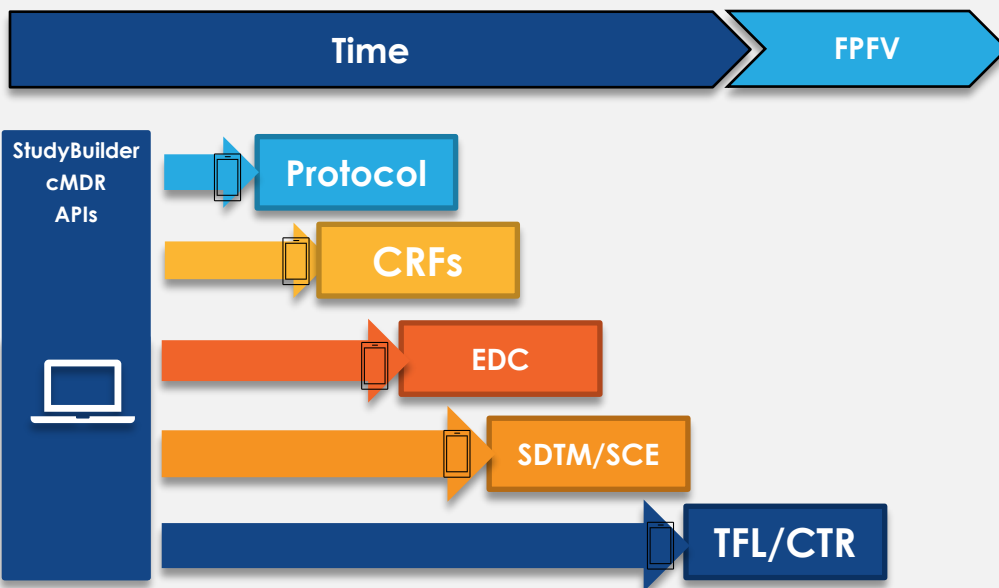 Time
FPFV
StudyBuilder
cMDR
APIs
Protocol
CRFs
EDC
SDTM/SCE
TFL/CTR